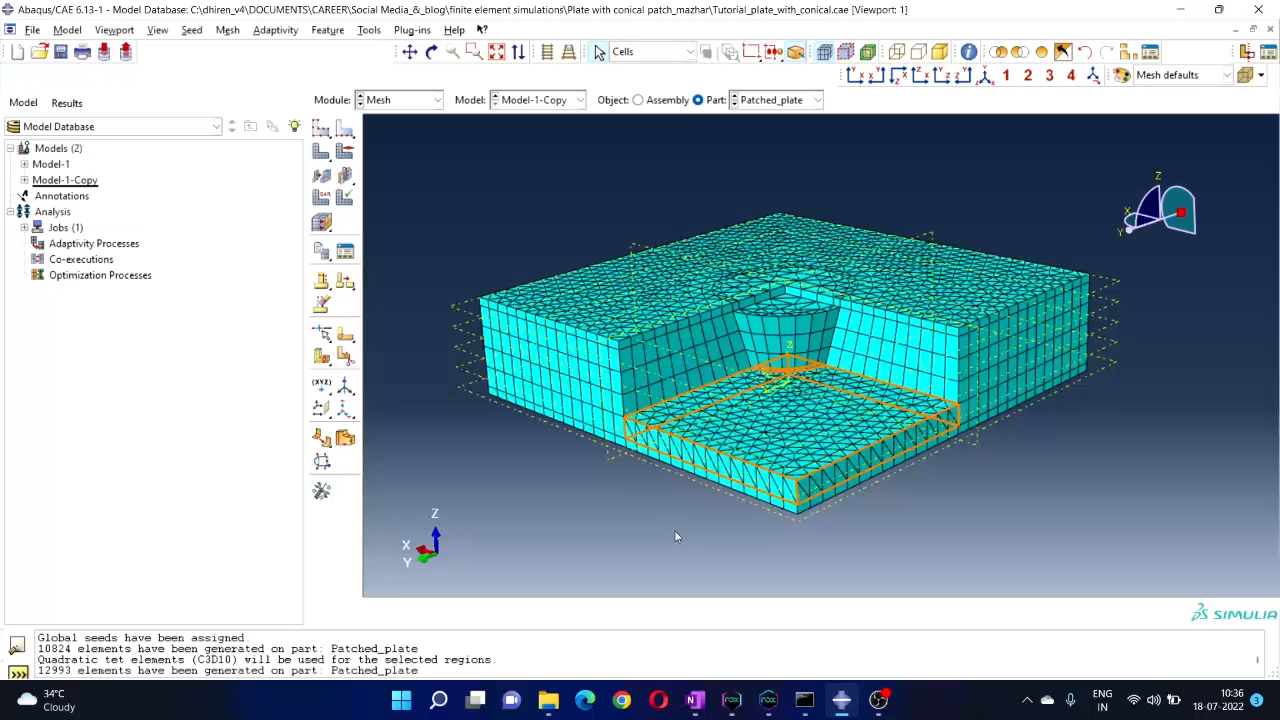 Abaqus/CAE 6.13-1 - Model Database: C:\dhiren_v4\DOCUMENTS\CAREER\Social Media_&_blog\finite element simulations\Plate with conical patch_mazhar\Tutorial_plate_with_conical.cae [Viewport: 1]
File Model Viewport View Seed Mesh Adaptivity Feature Tools Plug-ins Help
Cells
1 2 3 4 Mesh defaults
Model Results
Module: Mesh Model: Model-1-Copy Object: Assembly Part: Patched_plate
Model Database
Models (2)
Model-1
Model-1-Copy
Annotations
Analysis
Jobs (1)
Adaptivity Processes
Co-executions
Optimization Processes
Z
X
Y
Z
Z
X
Y
SIMULIA
Global seeds have been assigned.
10824 elements have been generated on part: Patched_plate
Quadratic tet elements (C3D10) will be used for the selected regions.
12993 elements have been generated on part: Patched_plate
34°C
Cloudy
ENG
IN
10:36
18-07-2022
3